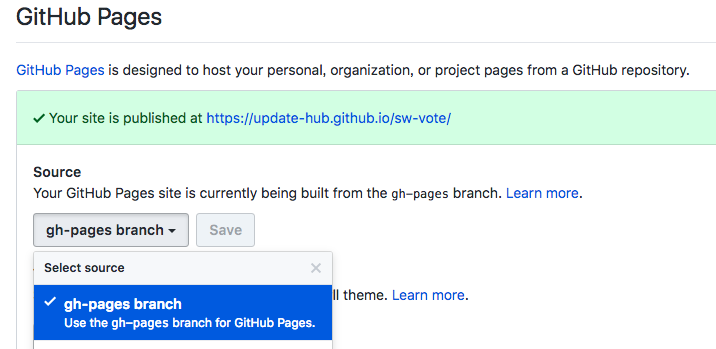 GitHub Pages
GitHub Pages is designed to host your personal, organization, or project pages from a GitHub repository.
Your site is published at https://update-hub.github.io/sw-vote/
Source
Your GitHub Pages site is currently being built from the gh-pages branch. Learn more.
gh-pages branch Save
Select source
ll theme. Learn more.
gh-pages branch
Use the gh-pages branch for GitHub Pages.